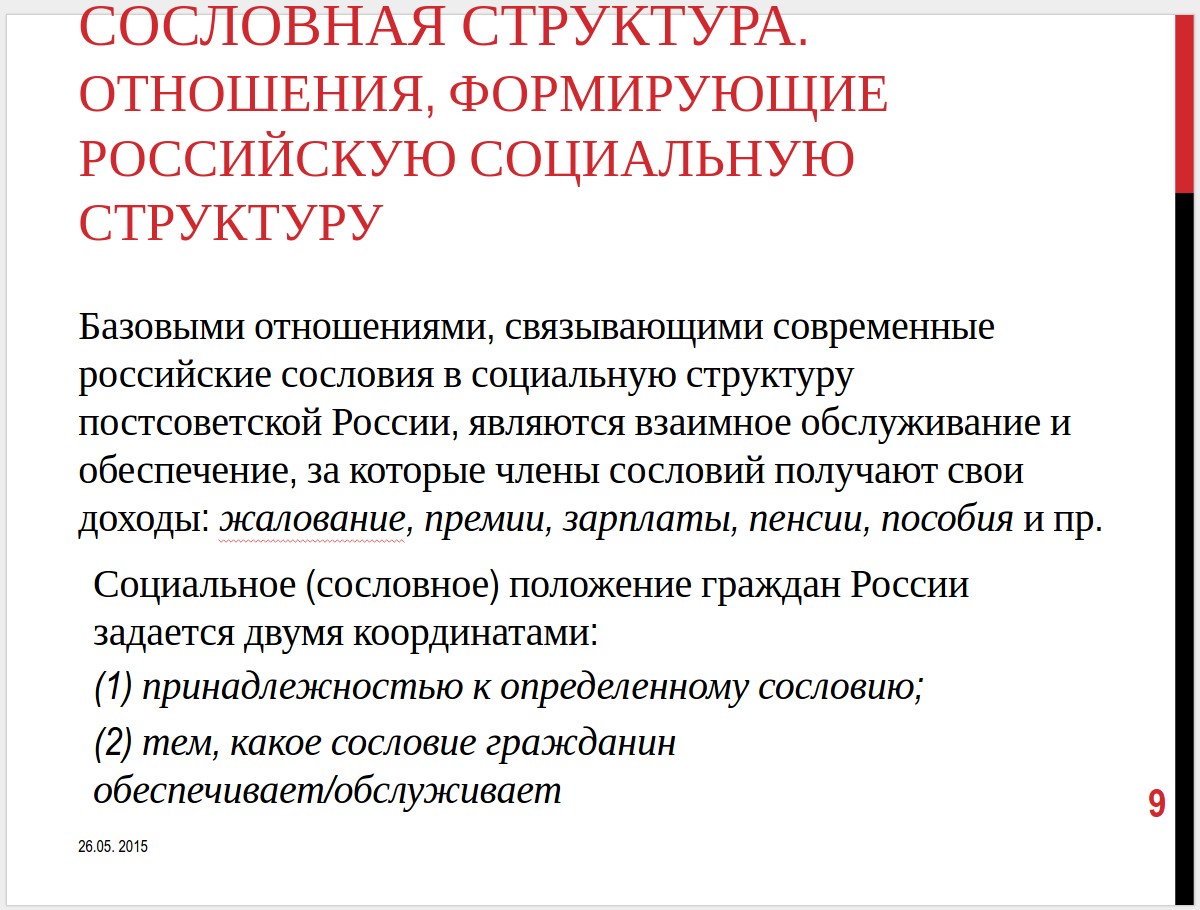 СОСЛОВНАЯ СТРУКТУРА.
ОТНОШЕНИЯ, ФОРМИРУЮЩИЕ
РОССИЙСКУЮ СОЦИАЛЬНУЮ
СТРУКТУРУ
Базовыми отношениями, связывающими современные
российские сословия в социальную структуру
постсоветской России, являются взаимное обслуживание и
обеспечение, за которые члены сословий получают свои
доходы: жалование, премии, зарплаты, пенсии, пособия и пр.
Социальное (сословное) положение граждан России
задается двумя координатами:
(1) принадлежностью к определенному сословию;
(2) тем, какое сословие гражданин
обеспечивает/обслуживает
9
26.05. 2015